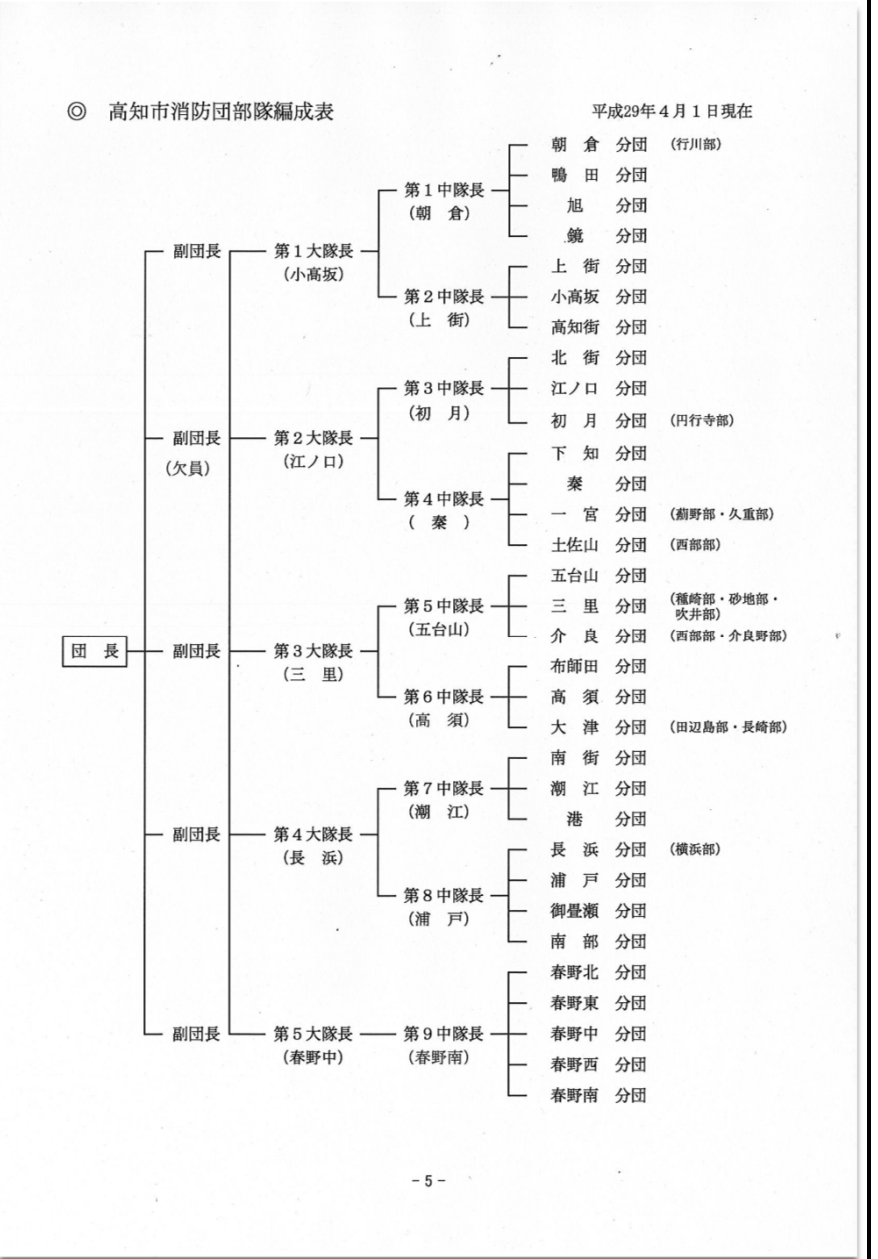 ◎ 高知市消防団部隊編成表
平成29年4月1日現在
団 長
副団長
副団長
(欠員)
副団長
副団長
副団長
第1大隊長
(小高坂)
第2大隊長
(江ノ口)
第3大隊長
(三 里)
第4大隊長
(長 浜)
第5大隊長
(春野中)
第1中隊長
(朝 倉)
第2中隊長
(上 街)
第3中隊長
(初 月)
第4中隊長
( 秦 )
第5中隊長
(五台山)
第6中隊長
(高 須)
第7中隊長
(潮 江)
第8中隊長
(浦 戸)
第9中隊長
(春野南)
朝 倉 分団 (行川部)
鴨 田 分団
旭 分団
鏡 分団
上 街 分団
小高坂 分団
高知街 分団
北 街 分団
江ノ口 分団
初 月 分団 (円行寺部)
下 知 分団
秦 分団
一 宮 分団 (薊野部・久重部)
土佐山 分団 (西部部)
五台山 分団
三 里 分団 (種崎部・砂地部・
吹井部)
介 良 分団 (西部部・介良野部)
布師田 分団
高 須 分団
大 津 分団 (田辺島部・長崎部)
南 街 分団
潮 江 分団
港 分団
長 浜 分団 (横浜部)
浦 戸 分団
御畳瀬 分団
南 部 分団
春野北 分団
春野東 分団
春野中 分団
春野西 分団
春野南 分団
- 5 -